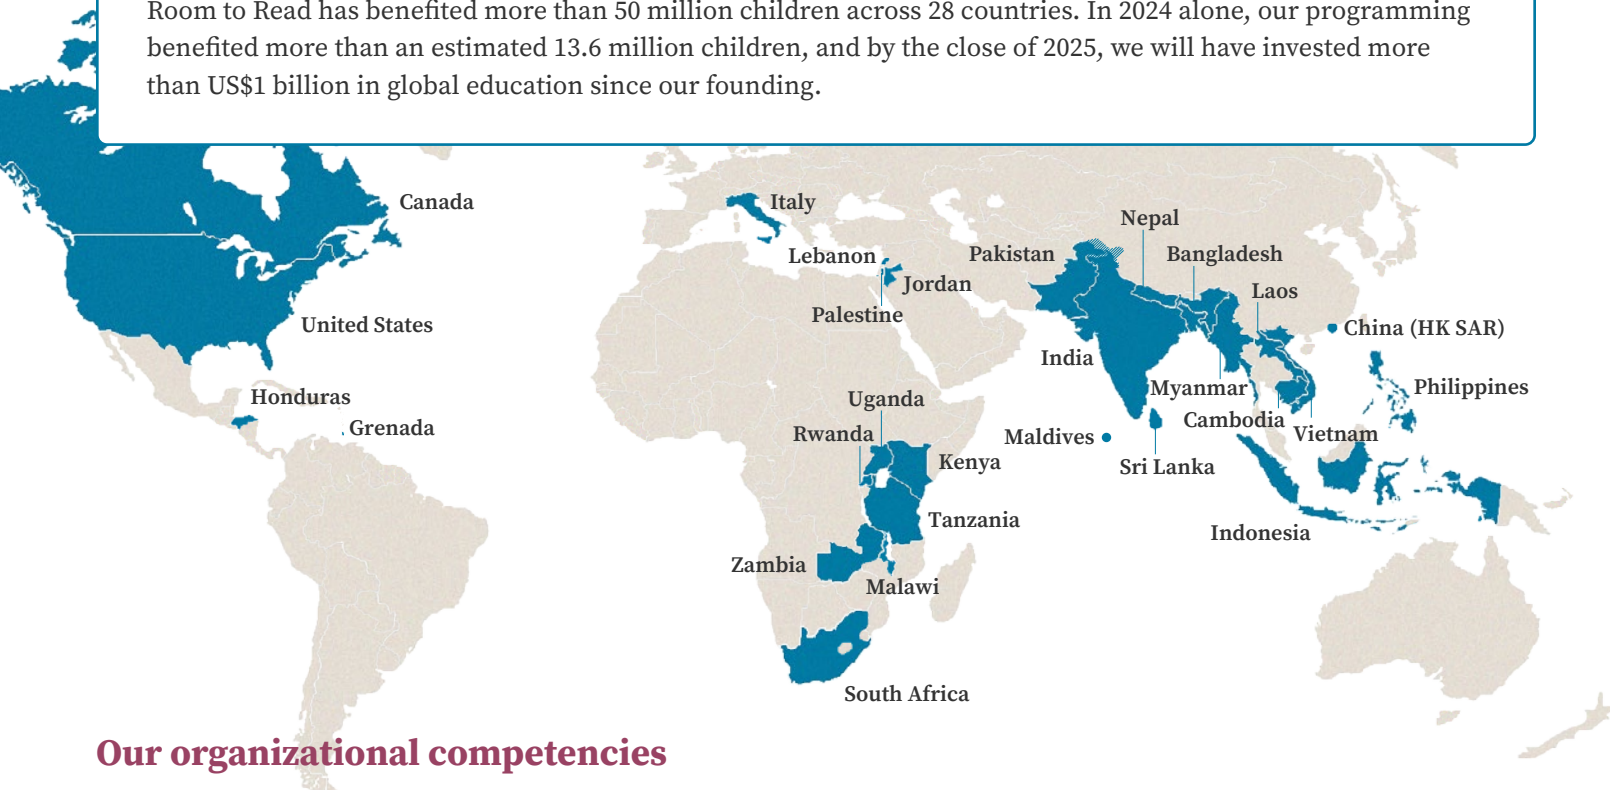 Room to Read has benefited more than 50 million children across 28 countries. In 2024 alone, our programming
benefited more than an estimated 13.6 million children, and by the close of 2025, we will have invested more
than US$1 billion in global education since our founding.
Canada
Italy
Nepal
Lebanon
Pakistan
Bangladesh
Jordan
Laos
Palestine
United States
China (HK SAR)
India
Honduras
Uganda
Myanmar
Philippines
Grenada
Rwanda
Maldives
Cambodia
Vietnam
Kenya
Sri Lanka
Tanzania
Indonesia
Zambia
Malawi
South Africa
Our organizational competencies